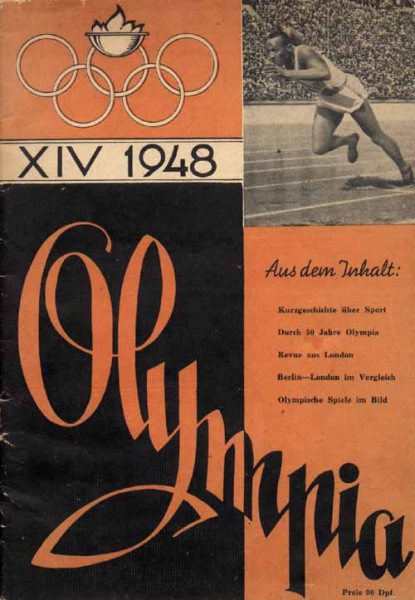 XIV 1948
Olympia
Aus dem Inhalt:
Kurzgeschichte über Sport
Durch 50 Jahre Olympia
Revue aus London
Berlin—London im Vergleich
Olympische Spiele im Bild
Preis 90 Dpf.